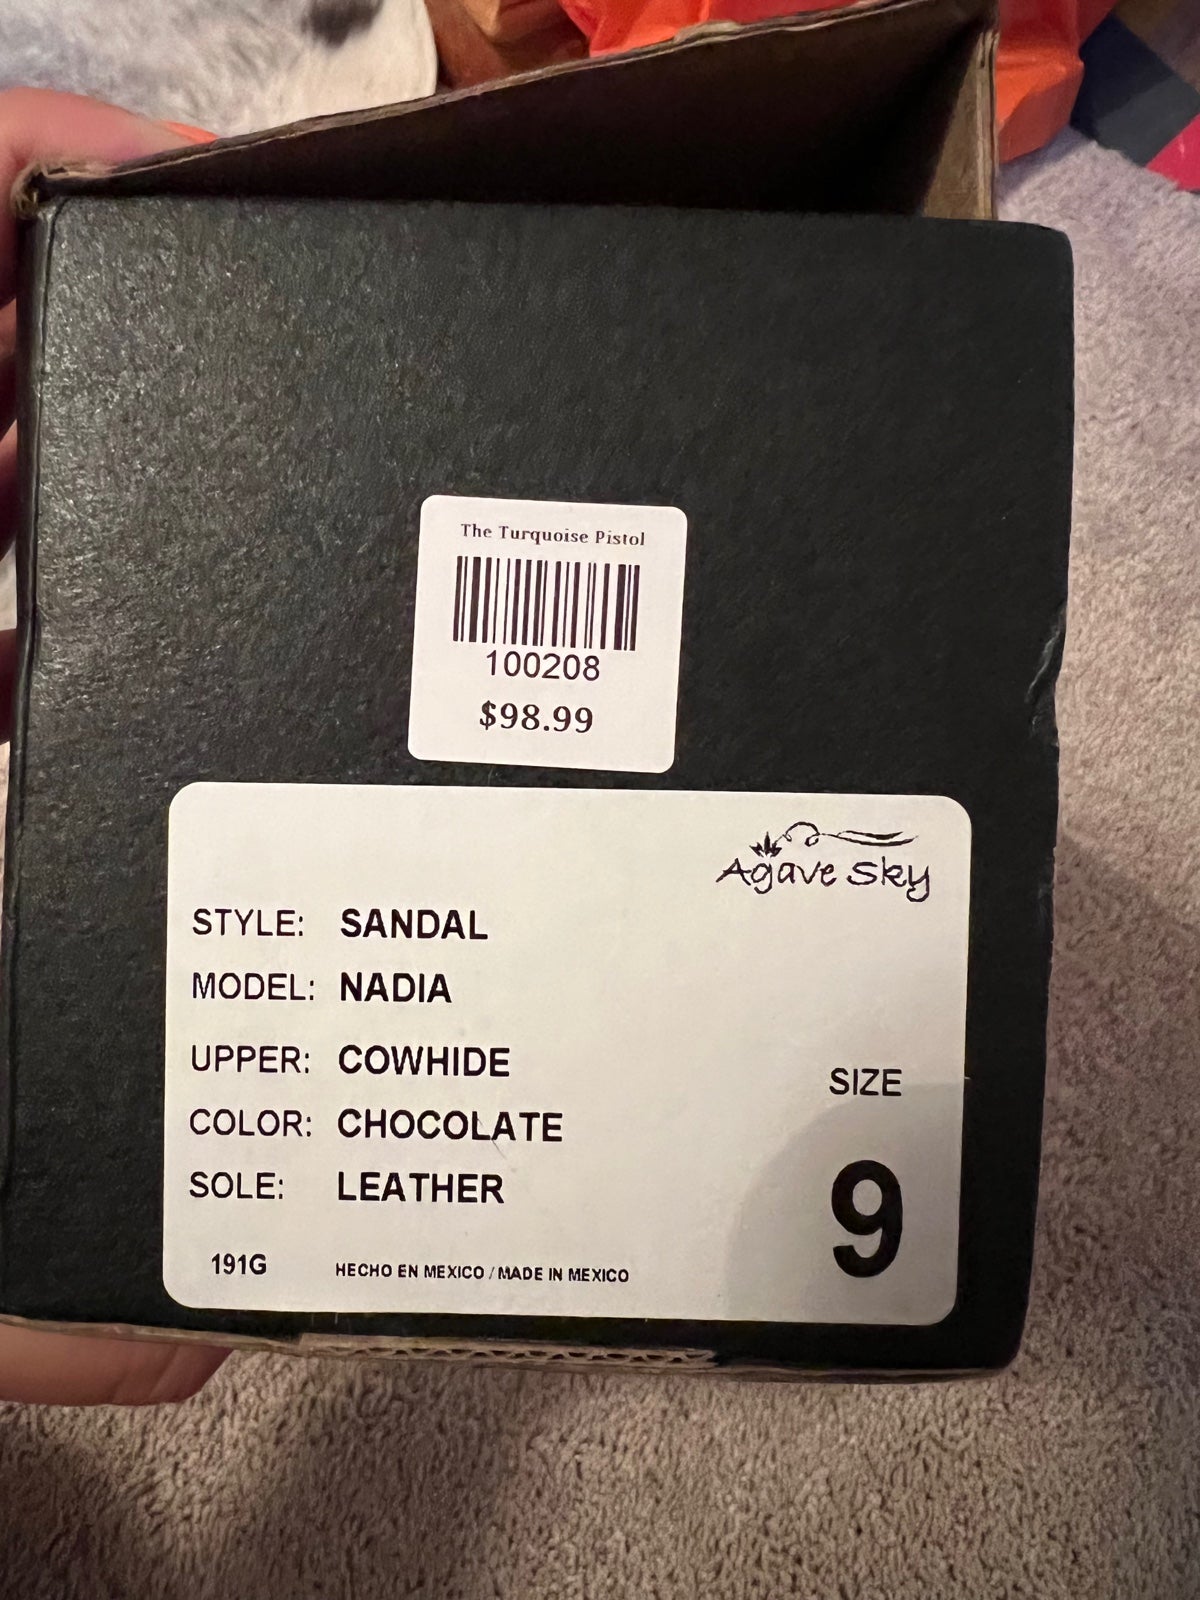 The Turquoise Pistol
100208
$98.99
Agave Sky
STYLE: SANDAL
MODEL: NADIA
UPPER: COWHIDE
COLOR: CHOCOLATE
SOLE: LEATHER
SIZE
9
191G HECHO EN MEXICO / MADE IN MEXICO